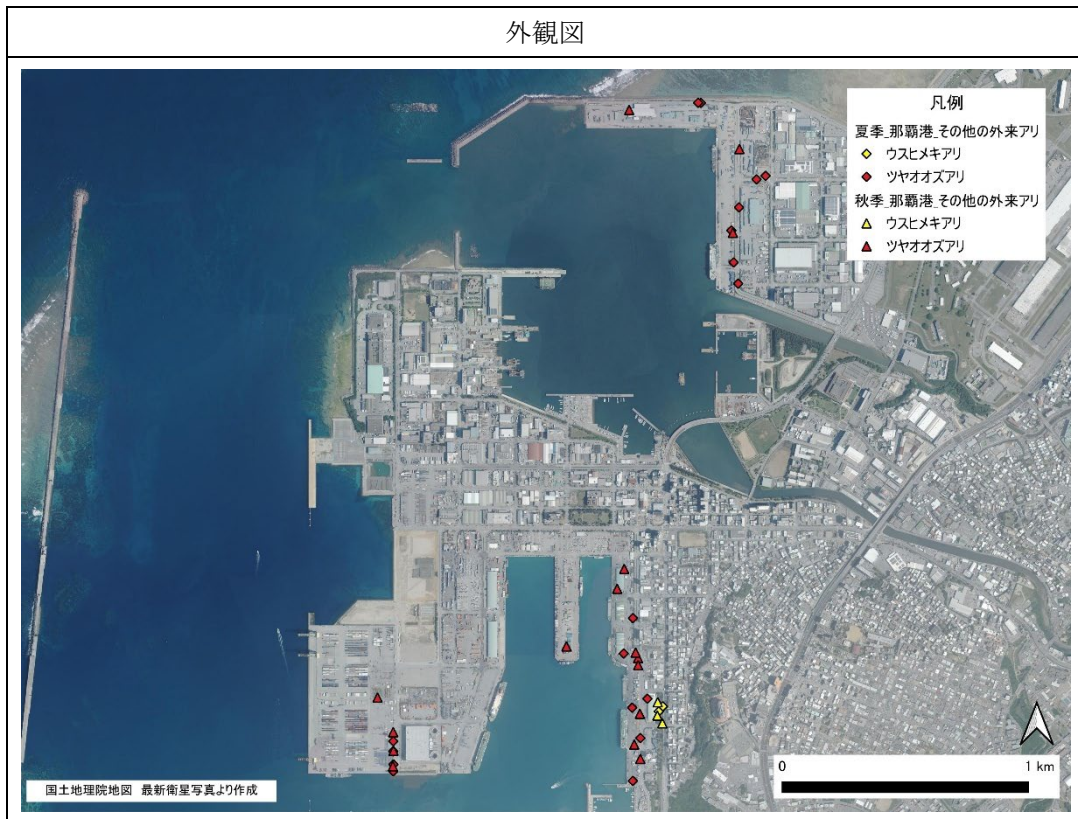 外観図
凡例
夏季_那覇港_その他の外来アリ
ウスヒメキアリ
ツヤオオズアリ
秋季_那覇港_その他の外来アリ
ウスヒメキアリ
ツヤオオズアリ
0 1 km
国土地理院地図 最新衛星写真より作成